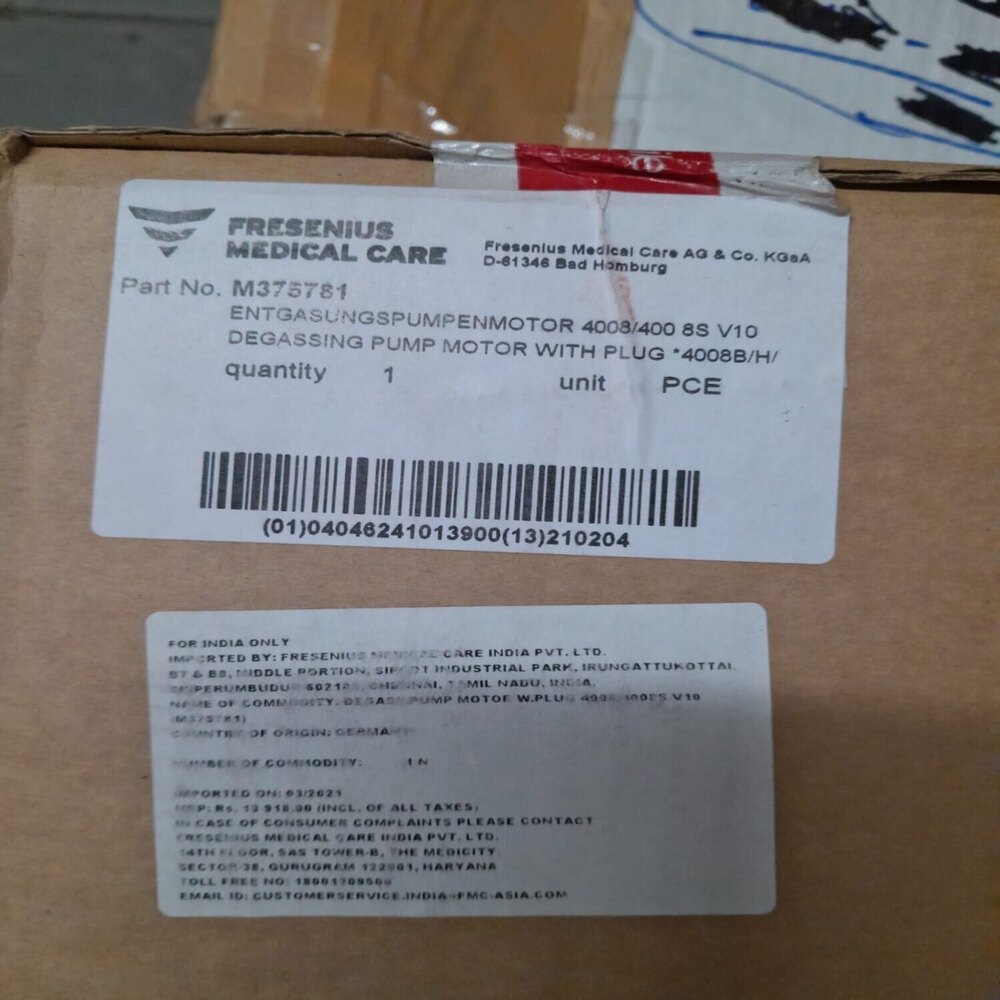 FRESENIUS
MEDICAL CARE
Fresenius Medical Care AG & Co. KGaA
D-61346 Bad Homburg
Part No. M375781
ENTGASUNGSPUMPENMOTOR 4008/400 8S V10
DEGASSING PUMP MOTOR WITH PLUG *4008B/H/
quantity 1 unit PCE
(01)04046241013900(13)210204
FOR INDIA ONLY
IMPORTED BY: FRESENIUS MEDICAL CARE INDIA PVT. LTD.
B7 & B8, MIDDLE PORTION, SIPCOT INDUSTRIAL PARK, IRUNGATTUKOTTAI,
CHENNAI, TAMIL NADU, INDIA.
NAME OF COMMODITY: DEGASS PUMP MOTOR W.PLUG V10
(M375781)
OF ORIGIN: GERMANY
NUMBER OF COMMODITY: 1 N
IMPORTED ON: 03/2021
MRP: Rs. 13 918.00 (INCL. OF ALL TAXES)
IN CASE OF CONSUMER COMPLAINTS PLEASE CONTACT
FRESENIUS MEDICAL CARE INDIA PVT. LTD.
14TH FLOOR, SAS TOWER-B, THE MEDICITY
SECTOR-38, GURUGRAM 122001, HARYANA
TOLL FREE NO:
EMAIL ID: CUSTOMERSERVICE.INDIA@FMC-ASIA.COM